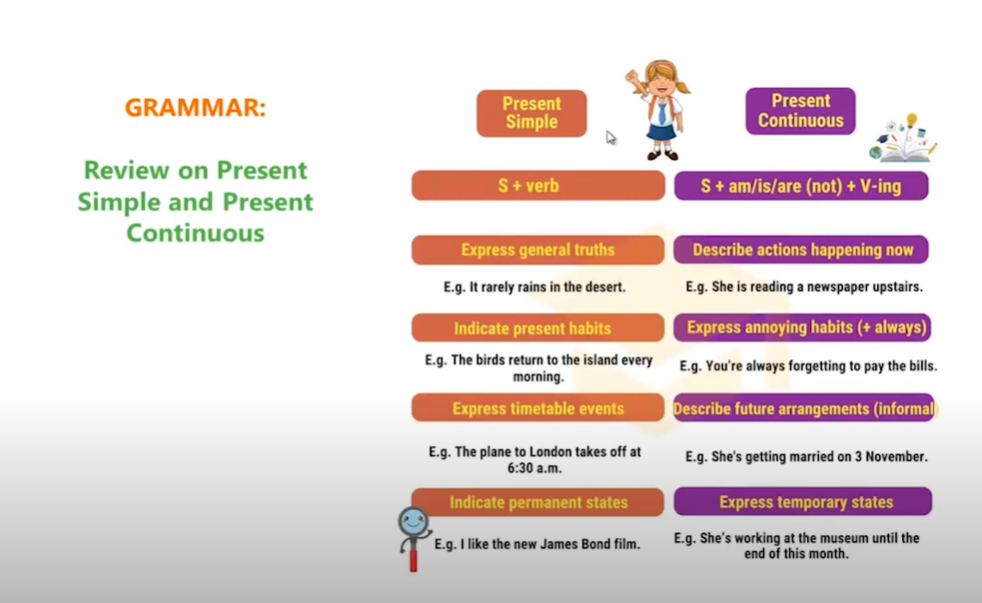 GRAMMAR:
Review on Present
Simple and Present
Continuous
Present
Simple
Present
Continuous
S + verb
S + am/is/are (not) + V-ing
Express general truths
Describe actions happening now
E.g. It rarely rains in the desert.
E.g. She is reading a newspaper upstairs.
Indicate present habits
Express annoying habits (+ always)
E.g. The birds return to the island every
morning.
E.g. You're always forgetting to pay the bills.
Express timetable events
Describe future arrangements (informal
E.g. The plane to London takes off at
6:30 a.m.
E.g. She's getting married on 3 November.
Indicate permanent states
Express temporary states
E.g. I like the new James Bond film.
E.g. She's working at the museum until the
end of this month.